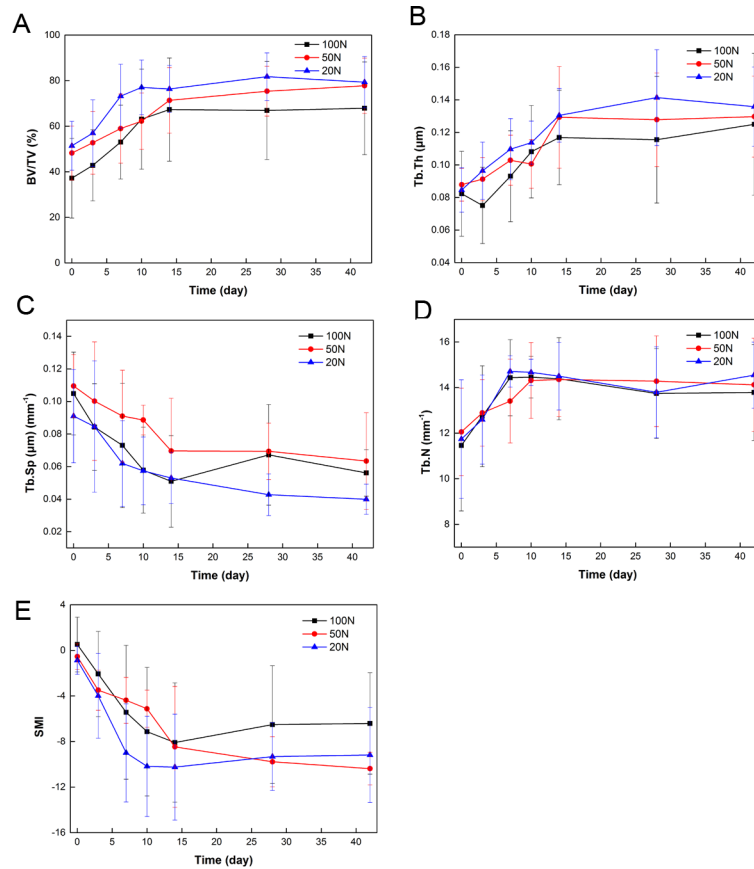 A
100N
50N
20N
100
80
60
40
20
0
BV/TV (%)
0 5 10 15 20 25 30 35 40
Time (day)
B
100N
50N
20N
0.18
0.16
0.14
0.12
0.10
0.08
0.06
0.04
Tb.Th (μm)
0 5 10 15 20 25 30 35 40
Time (day)
C
100N
50N
20N
0.14
0.12
0.10
0.08
0.06
0.04
0.02
Tb.Sp (μm) (mm⁻¹)
0 5 10 15 20 25 30 35 40
Time (day)
D
100N
50N
20N
16
14
12
10
8
Tb.N (mm⁻¹)
0 5 10 15 20 25 30 35 40
Time (day)
E
100N
50N
20N
4
0
-4
-8
-12
-16
SMI
0 5 10 15 20 25 30 35 40
Time (day)